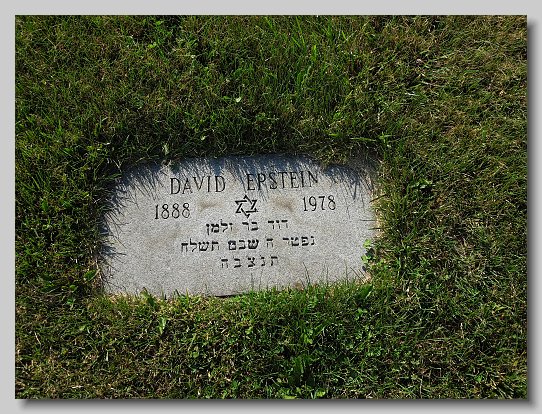 DAVID EPSTEIN
1888 1978
דוד בר זלמן
נפטר ה שבט תשלח
תנצבה